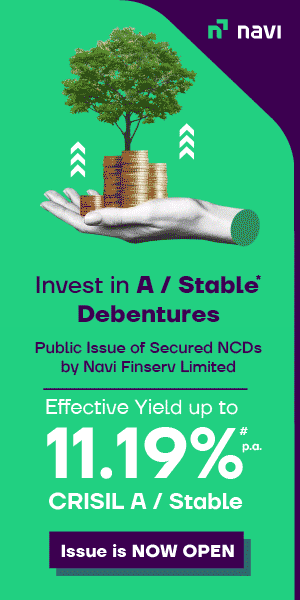 navi
Invest in A / Stable*
Debentures
Public Issue of Secured NCDs
by Navi Finserv Limited
Effective Yield up to
11.19%# p.a.
CRISIL A / Stable
Issue is NOW OPEN